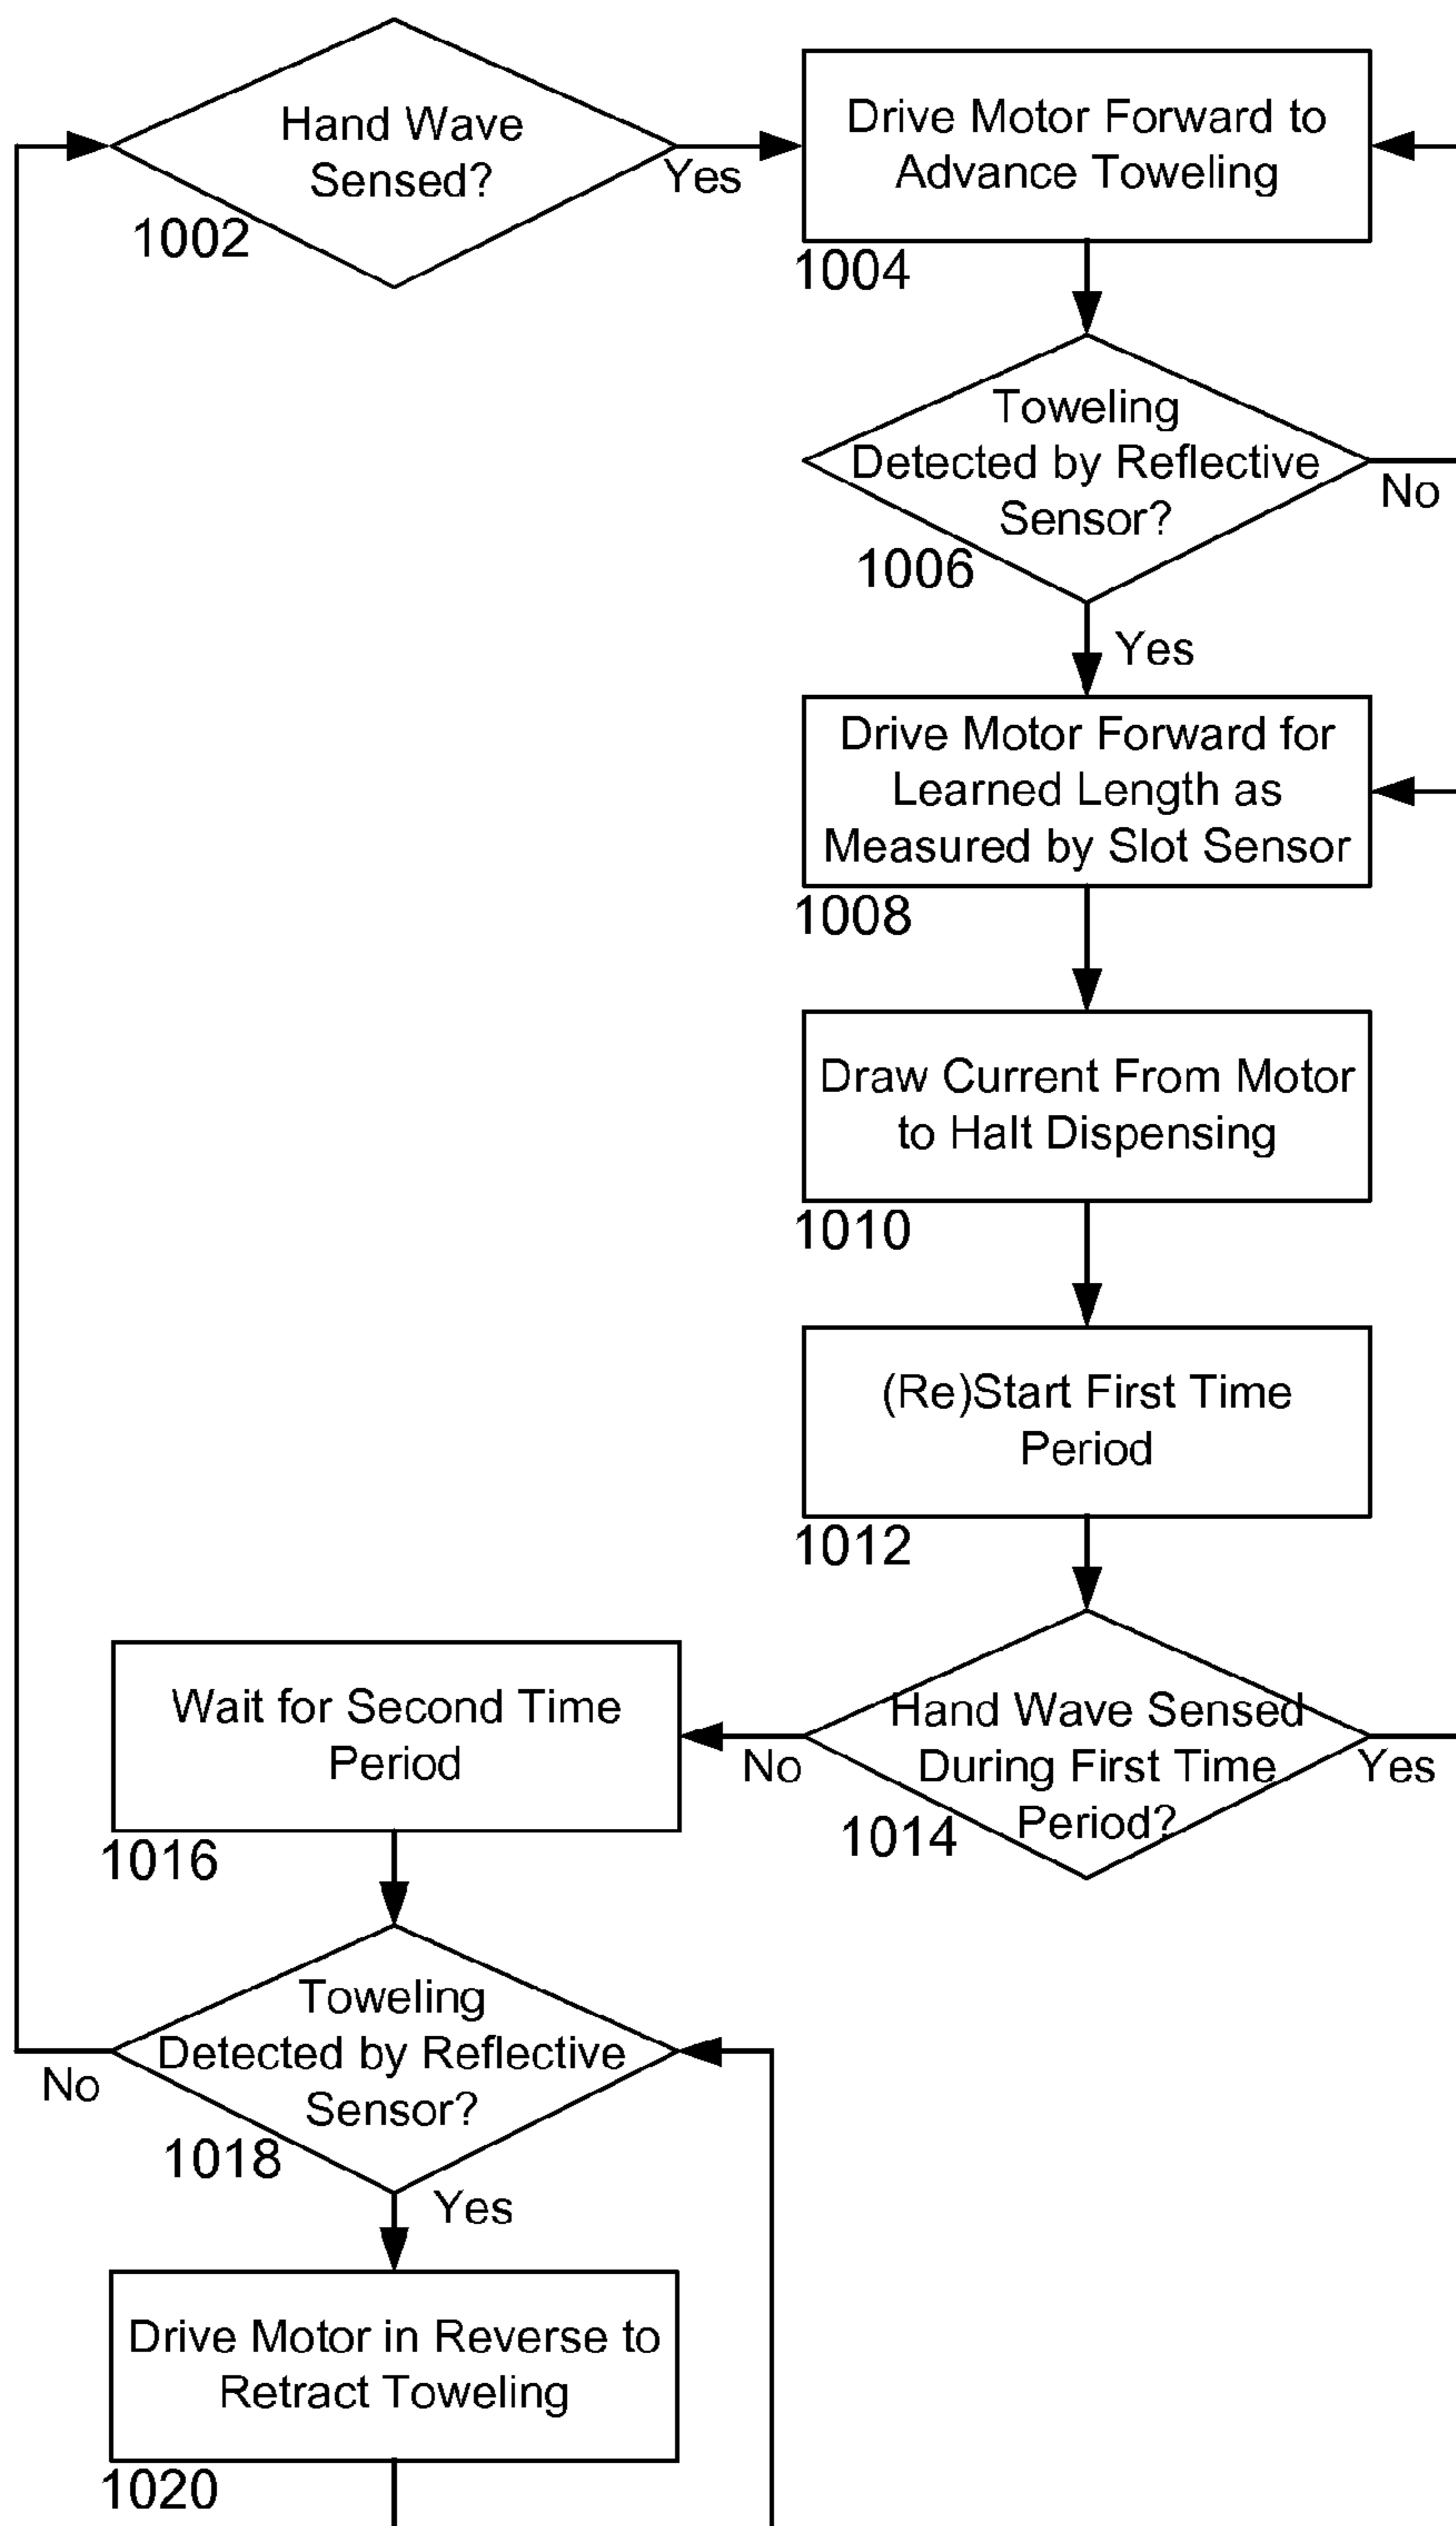 Hand Wave
Sensed?
1002
Yes
Drive Motor Forward to
Advance Toweling
1004
Toweling
Detected by Reflective
Sensor?
1006
No
Yes
Drive Motor Forward for
Learned Length as
Measured by Slot Sensor
1008
Draw Current From Motor
to Halt Dispensing
1010
(Re)Start First Time
Period
1012
Hand Wave Sensed
During First Time
Period?
1014
Yes
No
Wait for Second Time
Period
1016
Toweling
Detected by Reflective
Sensor?
1018
No
Yes
Drive Motor in Reverse to
Retract Toweling
1020